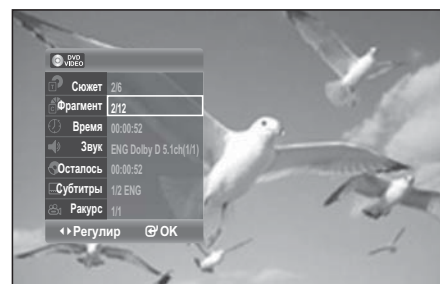 DVD
VIDEO
Сюжет 2/6
Фрагмент 2/12
Время 00:00:52
Звук ENG Dolby D 5.1ch(1/1)
Осталось 00:00:52
Субтитры 1/2 ENG
Ракурс 1/1
Регулир OK